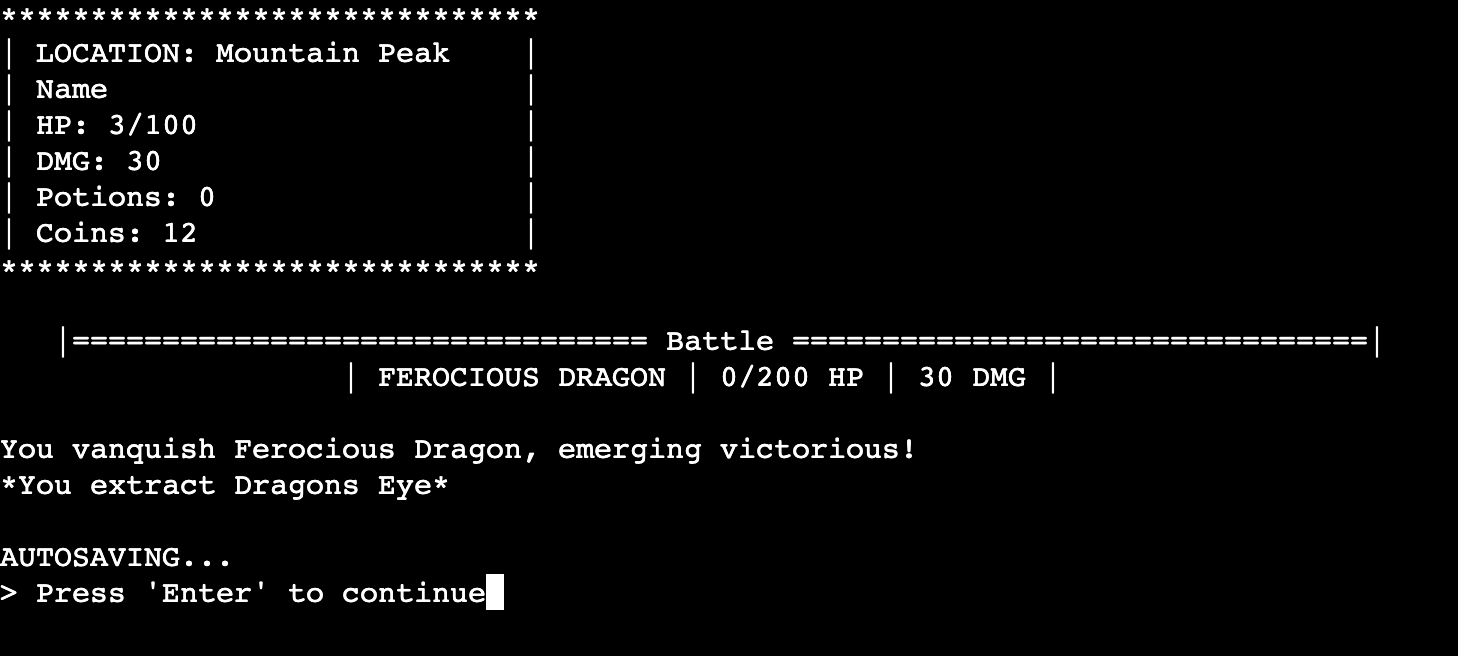 ******************************
| LOCATION: Mountain Peak    |
| Name                       |
| HP: 3/100                  |
| DMG: 30                    |
| Potions: 0                 |
| Coins: 12                  |
******************************
|================================ Battle ================================|
| FEROCIOUS DRAGON | 0/200 HP | 30 DMG |
You vanquish Ferocious Dragon, emerging victorious!
*You extract Dragons Eye*
AUTOSAVING...
> Press 'Enter' to continue